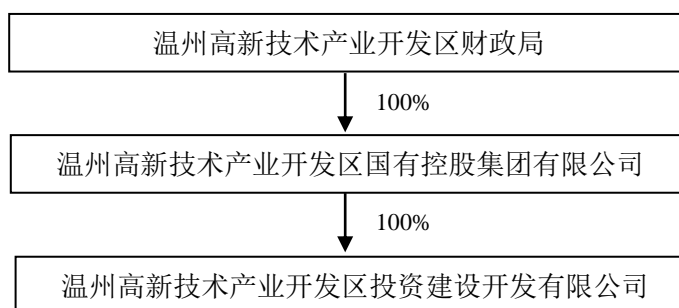 温州高新技术产业开发区财政局
100%
温州高新技术产业开发区国有控股集团有限公司
100%
温州高新技术产业开发区投资建设开发有限公司